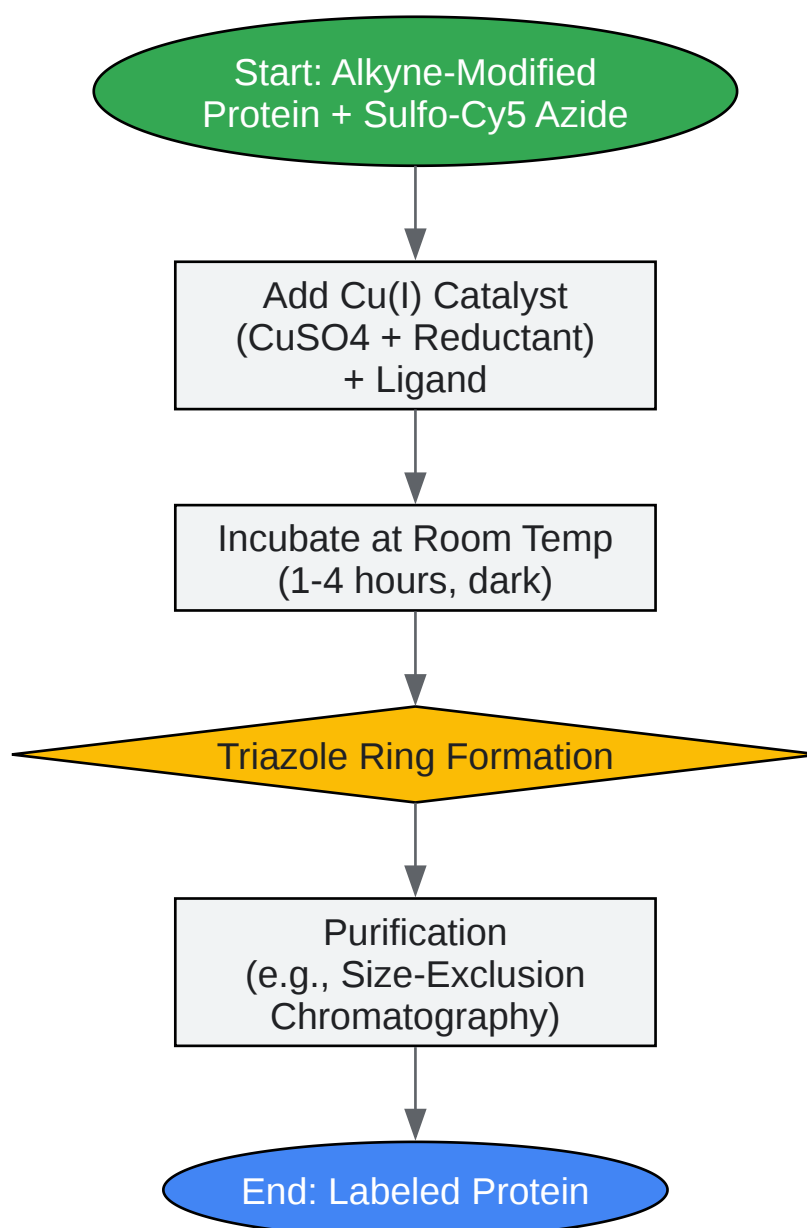 Start: Alkyne-Modified
Protein + Sulfo-Cy5 Azide
Add Cu(I) Catalyst
(CuSO4 + Reductant)
+ Ligand
Incubate at Room Temp
(1-4 hours, dark)
Triazole Ring Formation
Purification
(e.g., Size-Exclusion
Chromatography)
End: Labeled Protein